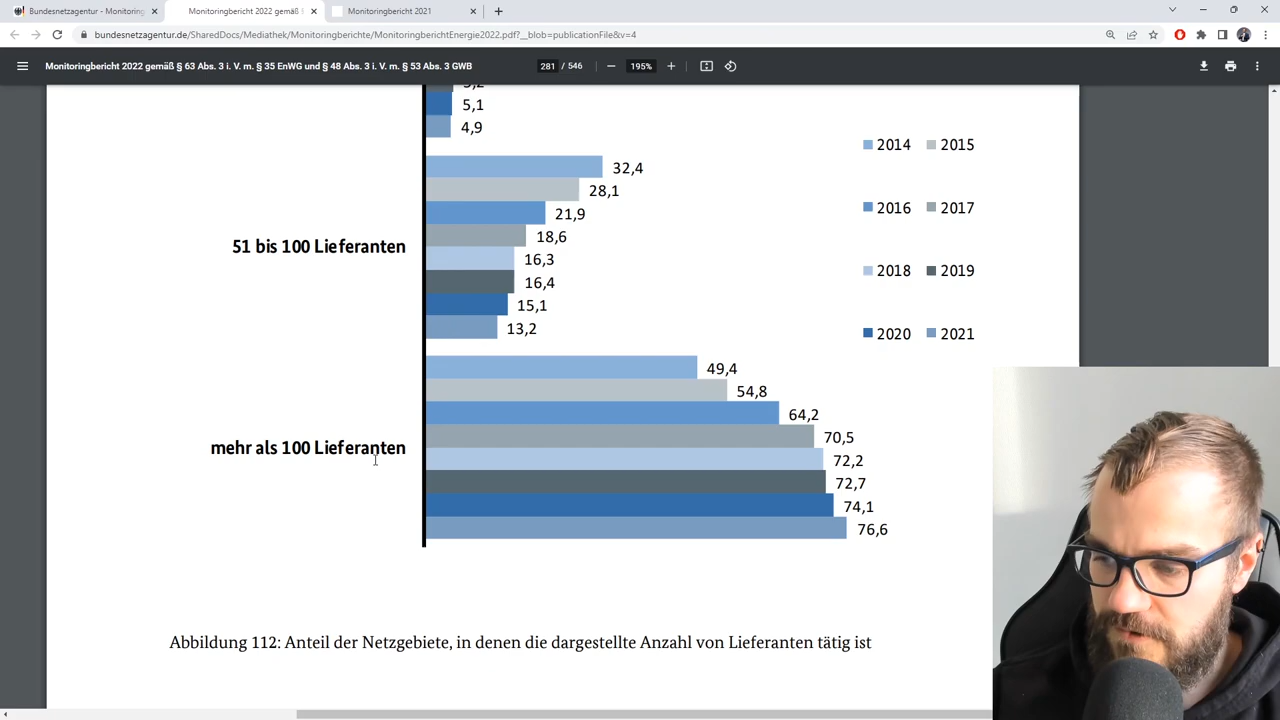 Bundesnetzagentur - Monitoring
Monitoringbericht 2022 gemäß §
Monitoringbericht 2021
bundesnetzagentur.de/SharedDocs/Mediathek/Monitoringberichte/MonitoringberichtEnergie2022.pdf?__blob=publicationFile&v=4
Monitoringbericht 2022 gemäß § 63 Abs. 3 i. V. m. § 35 EnWG und § 48 Abs. 3 i. V. m. § 53 Abs. 3 GWB
281 / 546
195%
5,1
4,9
2014 2015
32,4
28,1
2016 2017
21,9
18,6
51 bis 100 Lieferanten
16,3
2018 2019
16,4
15,1
13,2
2020 2021
49,4
54,8
64,2
70,5
mehr als 100 Lieferanten
72,2
72,7
74,1
76,6
Abbildung 112: Anteil der Netzgebiete, in denen die dargestellte Anzahl von Lieferanten tätig ist